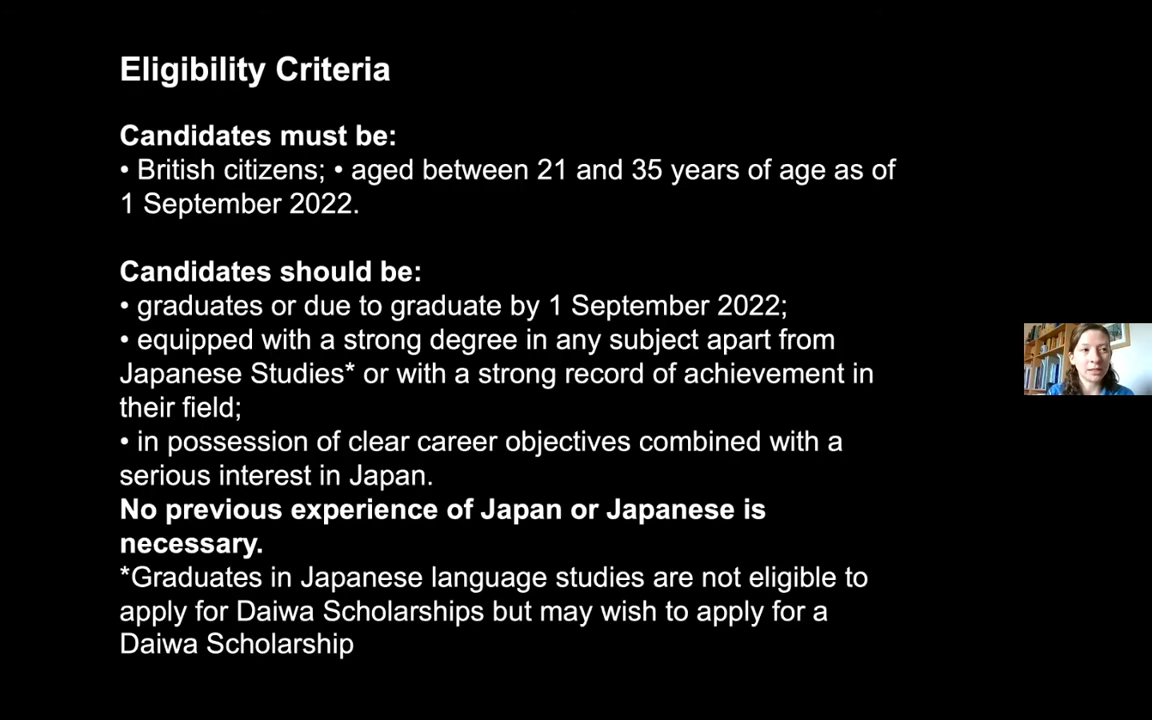 Eligibility Criteria
Candidates must be:
• British citizens; • aged between 21 and 35 years of age as of
1 September 2022.
Candidates should be:
• graduates or due to graduate by 1 September 2022;
• equipped with a strong degree in any subject apart from
Japanese Studies* or with a strong record of achievement in
their field;
• in possession of clear career objectives combined with a
serious interest in Japan.
No previous experience of Japan or Japanese is
necessary.
*Graduates in Japanese language studies are not eligible to
apply for Daiwa Scholarships but may wish to apply for a
Daiwa Scholarship